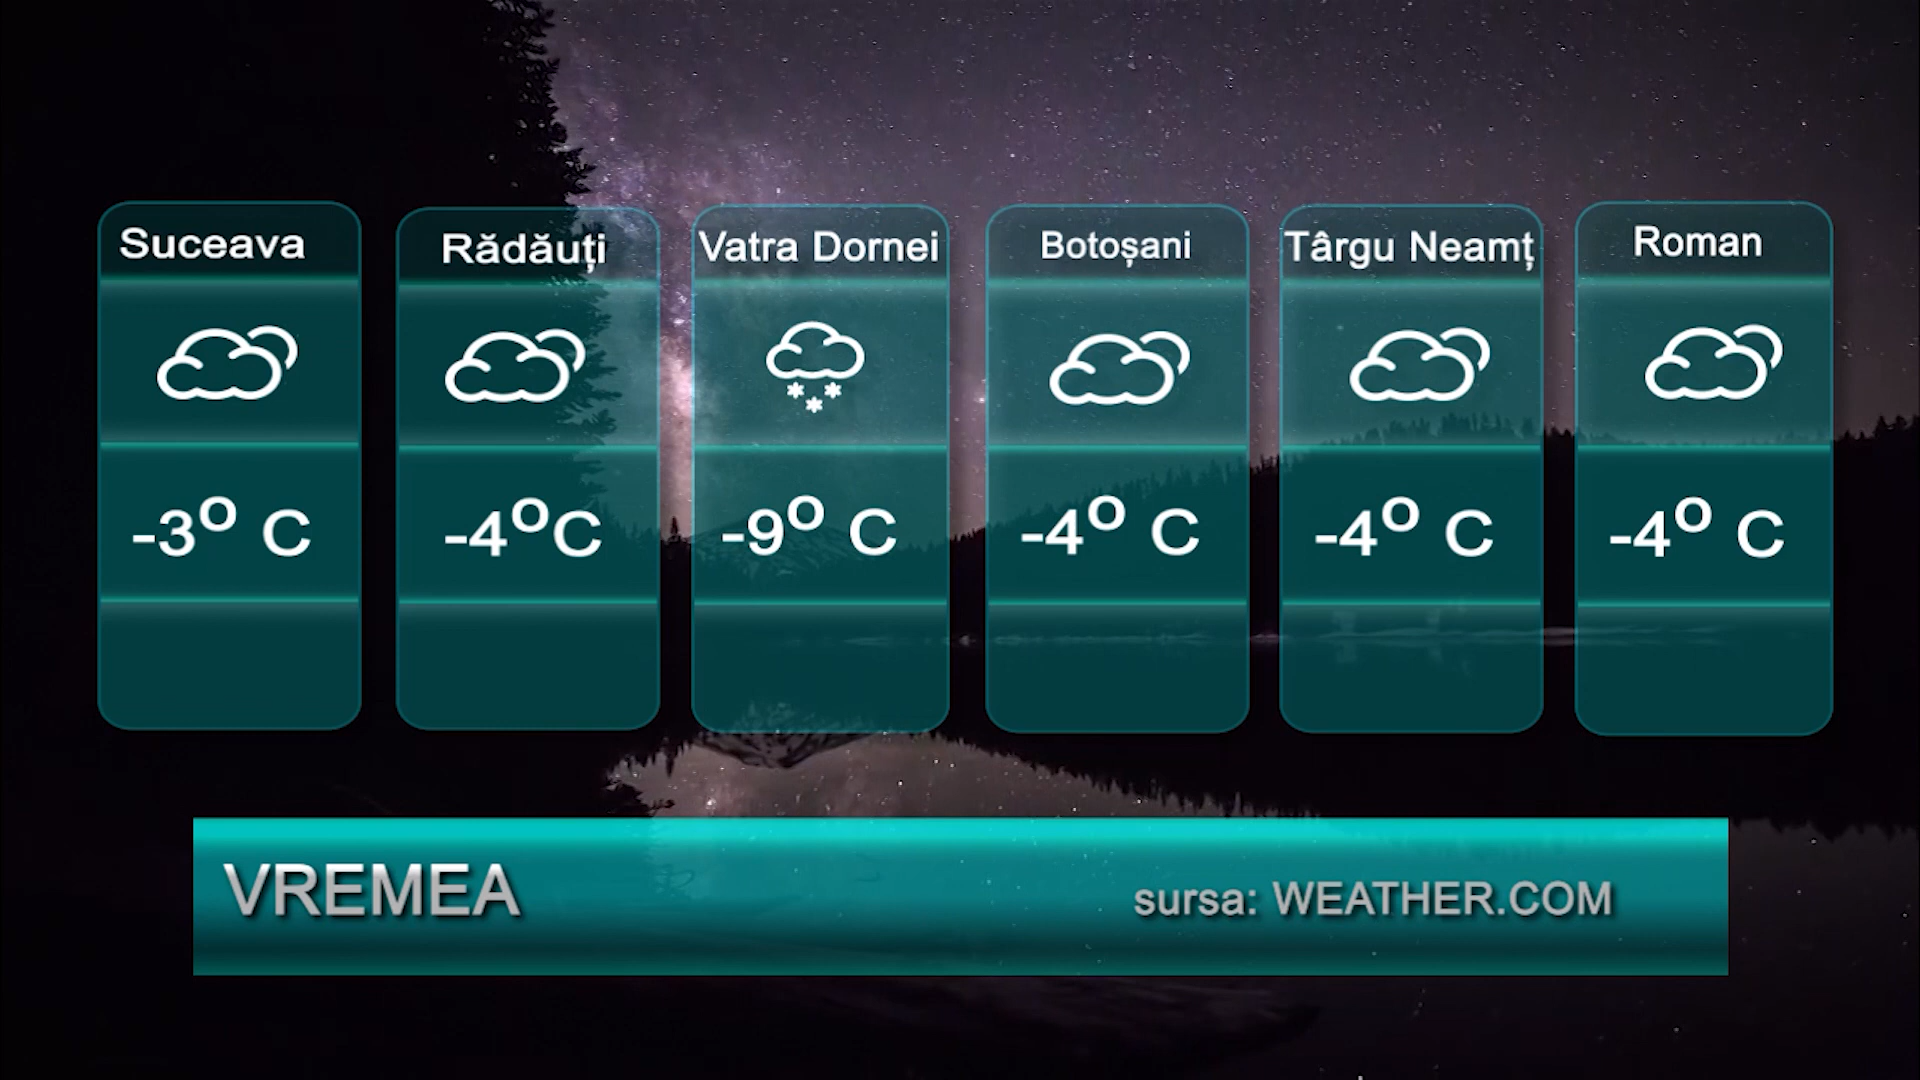 Suceava
Rădăuți
Vatra Dornei
Botoșani
Târgu Neamț
Roman
-3º C
-4ºC
-9º C
-4º C
-4º C
-4º C
VREMEA
sursa: WEATHER.COM